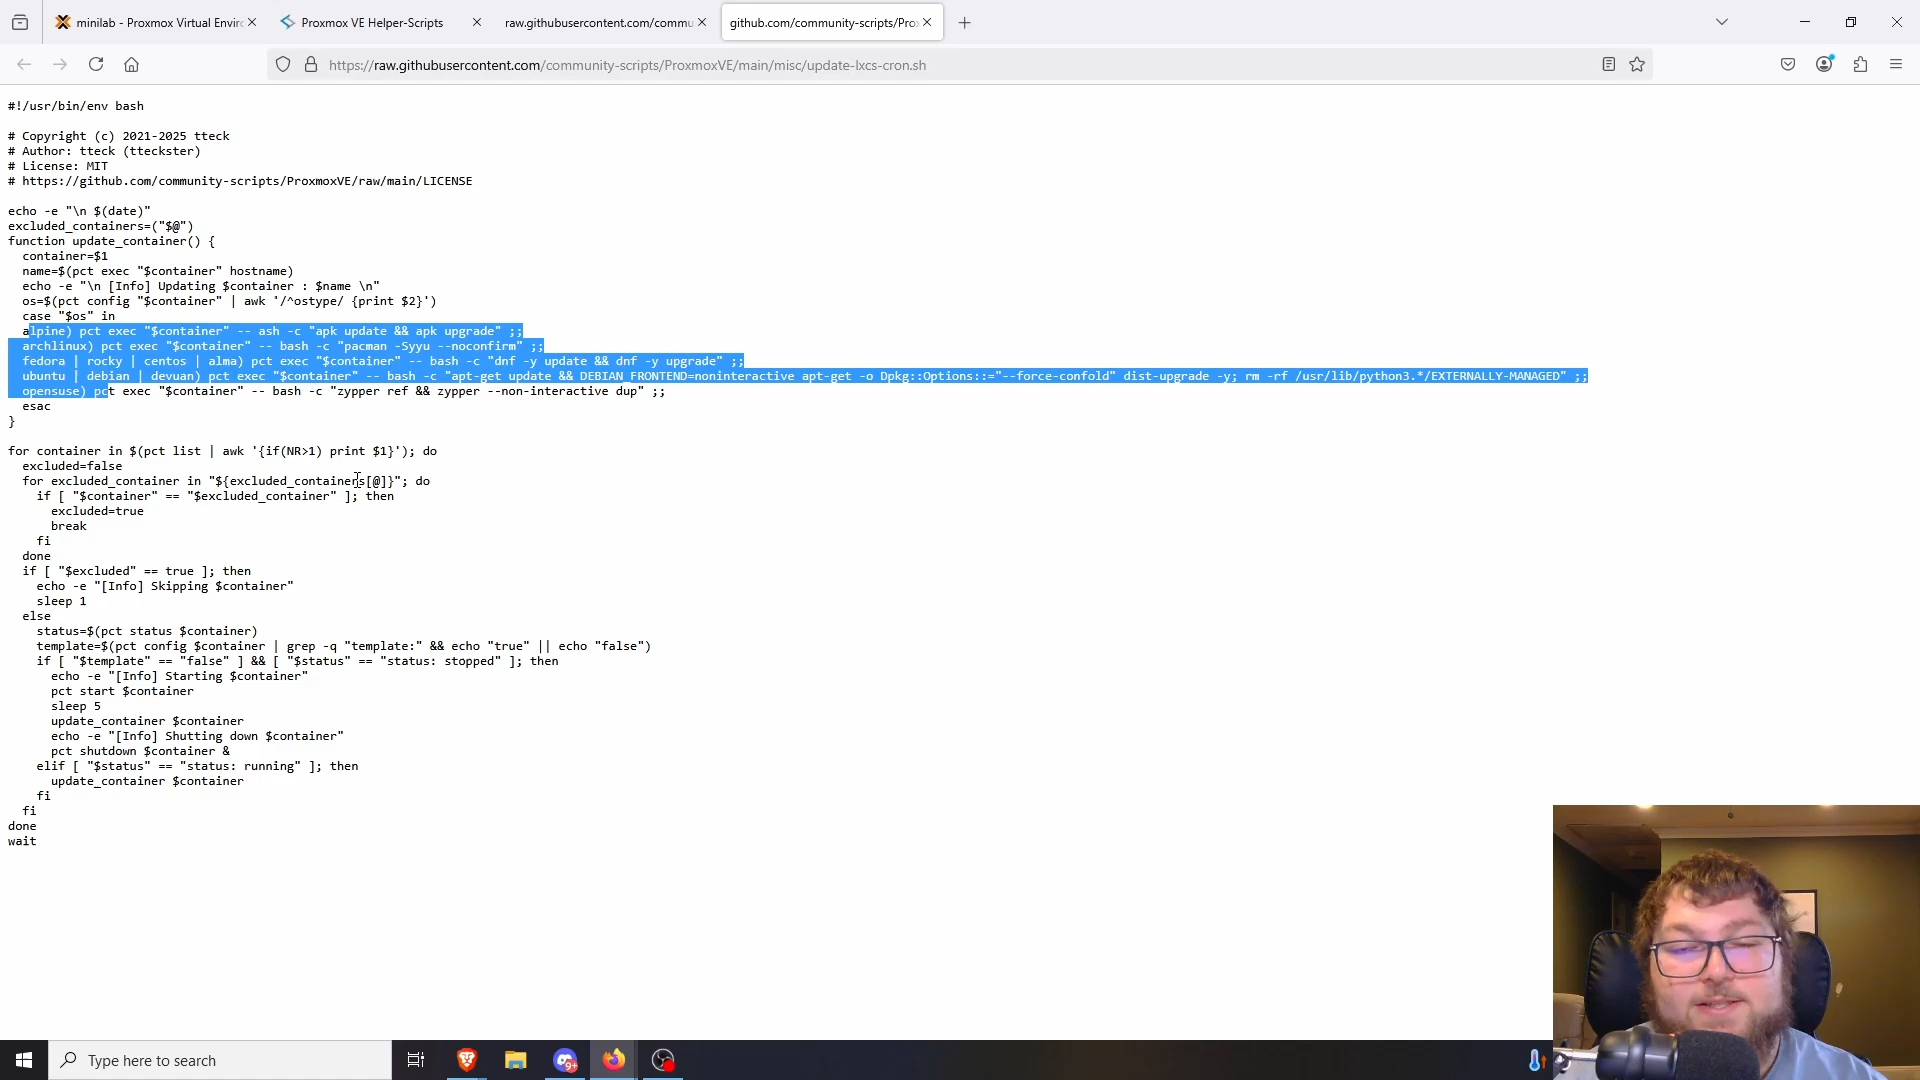 minilab - Proxmox Virtual Envir
Proxmox VE Helper-Scripts
raw.githubusercontent.com/commu
github.com/community-scripts/Pro
https://raw.githubusercontent.com/community-scripts/ProxmoxVE/main/misc/update-lxcs-cron.sh
#!/usr/bin/env bash
# Copyright (c) 2021-2025 tteck
# Author: tteck (tteckster)
# License: MIT
# https://github.com/community-scripts/ProxmoxVE/raw/main/LICENSE
echo -e "\n $(date)"
excluded_containers=("$@")
function update_container() {
container=$1
name=$(pct exec "$container" hostname)
echo -e "\n [Info] Updating $container : $name \n"
os=$(pct config "$container" | awk '/^ostype/ {print $2}')
case "$os" in
alpine) pct exec "$container" -- ash -c "apk update && apk upgrade" ;;
archlinux) pct exec "$container" -- bash -c "pacman -Syyu --noconfirm" ;;
fedora | rocky | centos | alma) pct exec "$container" -- bash -c "dnf -y update && dnf -y upgrade" ;;
ubuntu | debian | devuan) pct exec "$container" -- bash -c "apt-get update && DEBIAN_FRONTEND=noninteractive apt-get -o Dpkg::Options::="--force-confold" dist-upgrade -y; rm -rf /usr/lib/python3.*/EXTERNALLY-MANAGED" ;;
opensuse) pct exec "$container" -- bash -c "zypper ref && zypper --non-interactive dup" ;;
esac
}
for container in $(pct list | awk '{if(NR>1) print $1}'); do
excluded=false
for excluded_container in "${excluded_containers[@]}"; do
if [ "$container" == "$excluded_container" ]; then
excluded=true
break
fi
done
if [ "$excluded" == true ]; then
echo -e "[Info] Skipping $container"
sleep 1
else
status=$(pct status $container)
template=$(pct config $container | grep -q "template:" && echo "true" || echo "false")
if [ "$template" == "false" ] && [ "$status" == "status: stopped" ]; then
echo -e "[Info] Starting $container"
pct start $container
sleep 5
update_container $container
echo -e "[Info] Shutting down $container"
pct shutdown $container &
elif [ "$status" == "status: running" ]; then
update_container $container
fi
fi
done
wait
Type here to search
9+